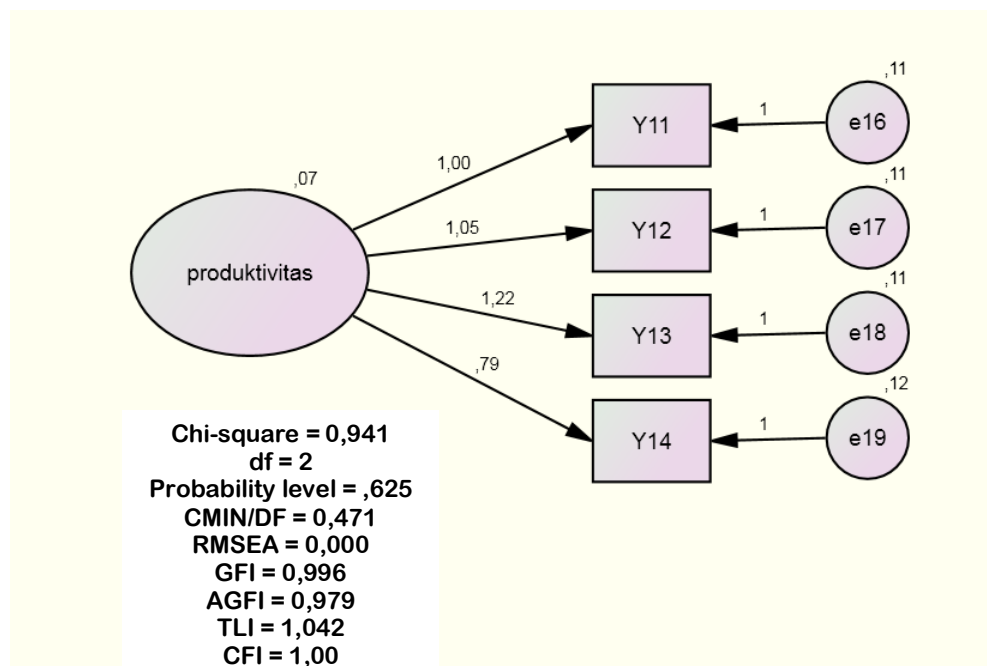 ,11
Y11
1
e16
1,00
,07
,11
Y12
1
e17
1,05
produktivitas
,11
1,22
Y13
1
e18
,79
,12
Y14
1
e19
Chi-square = 0,941
df = 2
Probability level = ,625
CMIN/DF = 0,471
RMSEA = 0,000
GFI = 0,996
AGFI = 0,979
TLI = 1,042
CFI = 1,00